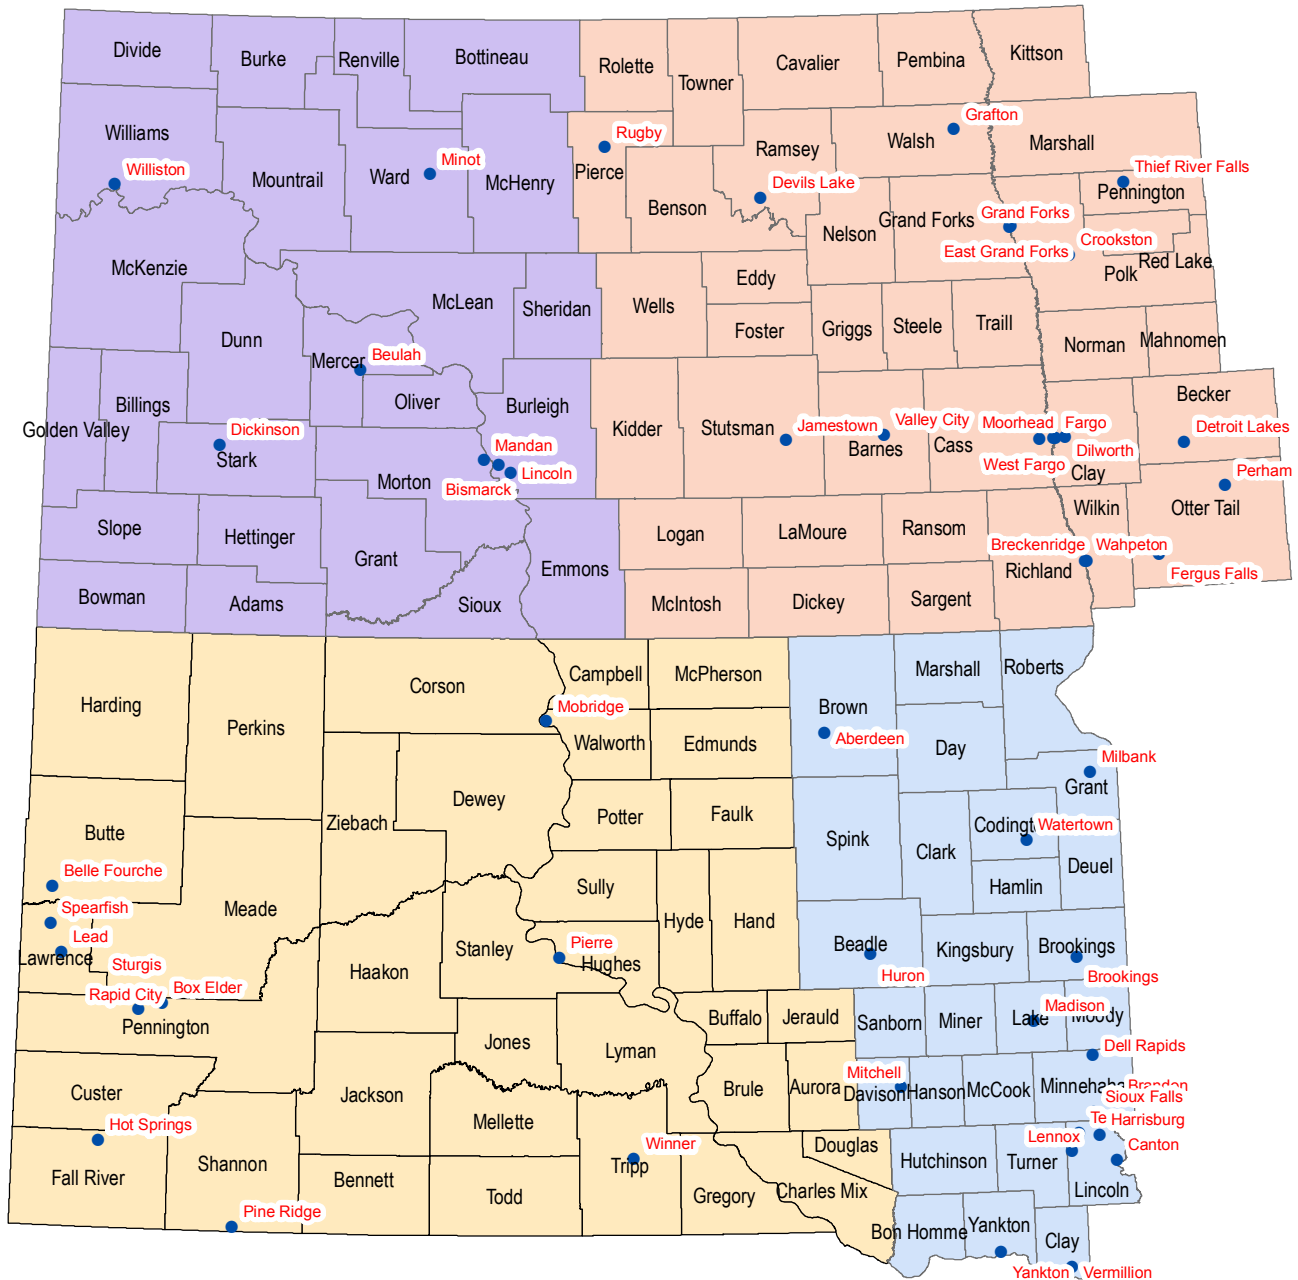 Divide
Burke
Renville
Bottineau
Rolette
Towner
Cavalier
Pembina
Kittson
Williams
Williston
Mountrail
Ward
Minot
McHenry
Pierce
Rugby
Benson
Ramsey
Devils Lake
Walsh
Grafton
Marshall
Thief River Falls
Pennington
Nelson
Grand Forks
Grand Forks
East Grand Forks
Crookston
Polk
Red Lake
McKenzie
McLean
Sheridan
Wells
Eddy
Foster
Griggs
Steele
Traill
Norman
Mahnomen
Dunn
Mercer
Beulah
Oliver
Burleigh
Billings
Golden Valley
Dickinson
Stark
Morton
Mandan
Lincoln
Bismarck
Kidder
Stutsman
Jamestown
Valley City
Barnes
Cass
Moorhead
Fargo
West Fargo
Dilworth
Clay
Becker
Detroit Lakes
Perham
Otter Tail
Wilkin
Slope
Hettinger
Grant
Emmons
Logan
LaMoure
Ransom
Breckenridge
Wahpeton
Richland
Fergus Falls
Bowman
Adams
Sioux
McIntosh
Dickey
Sargent
Harding
Perkins
Corson
Campbell
McPherson
Mobridge
Walworth
Edmunds
Brown
Aberdeen
Marshall
Roberts
Day
Milbank
Grant
Butte
Belle Fourche
Ziebach
Dewey
Potter
Faulk
Spink
Clark
Watertown
Hamlin
Deuel
Spearfish
Lead
Lawrence
Sturgis
Meade
Sully
Hyde
Hand
Stanley
Pierre
Hughes
Haakon
Beadle
Huron
Kingsbury
Brookings
Brookings
Rapid City
Box Elder
Pennington
Jones
Lyman
Buffalo
Jerauld
Sanborn
Miner
Lake
Madison
Moody
Dell Rapids
Custer
Hot Springs
Fall River
Shannon
Pine Ridge
Jackson
Bennett
Mellette
Todd
Tripp
Winner
Brule
Aurora
Mitchell
Davison
Hanson
McCook
Minnehaha
Brandon
Sioux Falls
Te
Harrisburg
Lennox
Canton
Gregory
Douglas
Charles Mix
Hutchinson
Turner
Lincoln
Bon Homme
Yankton
Clay
Yankton
Vermillion